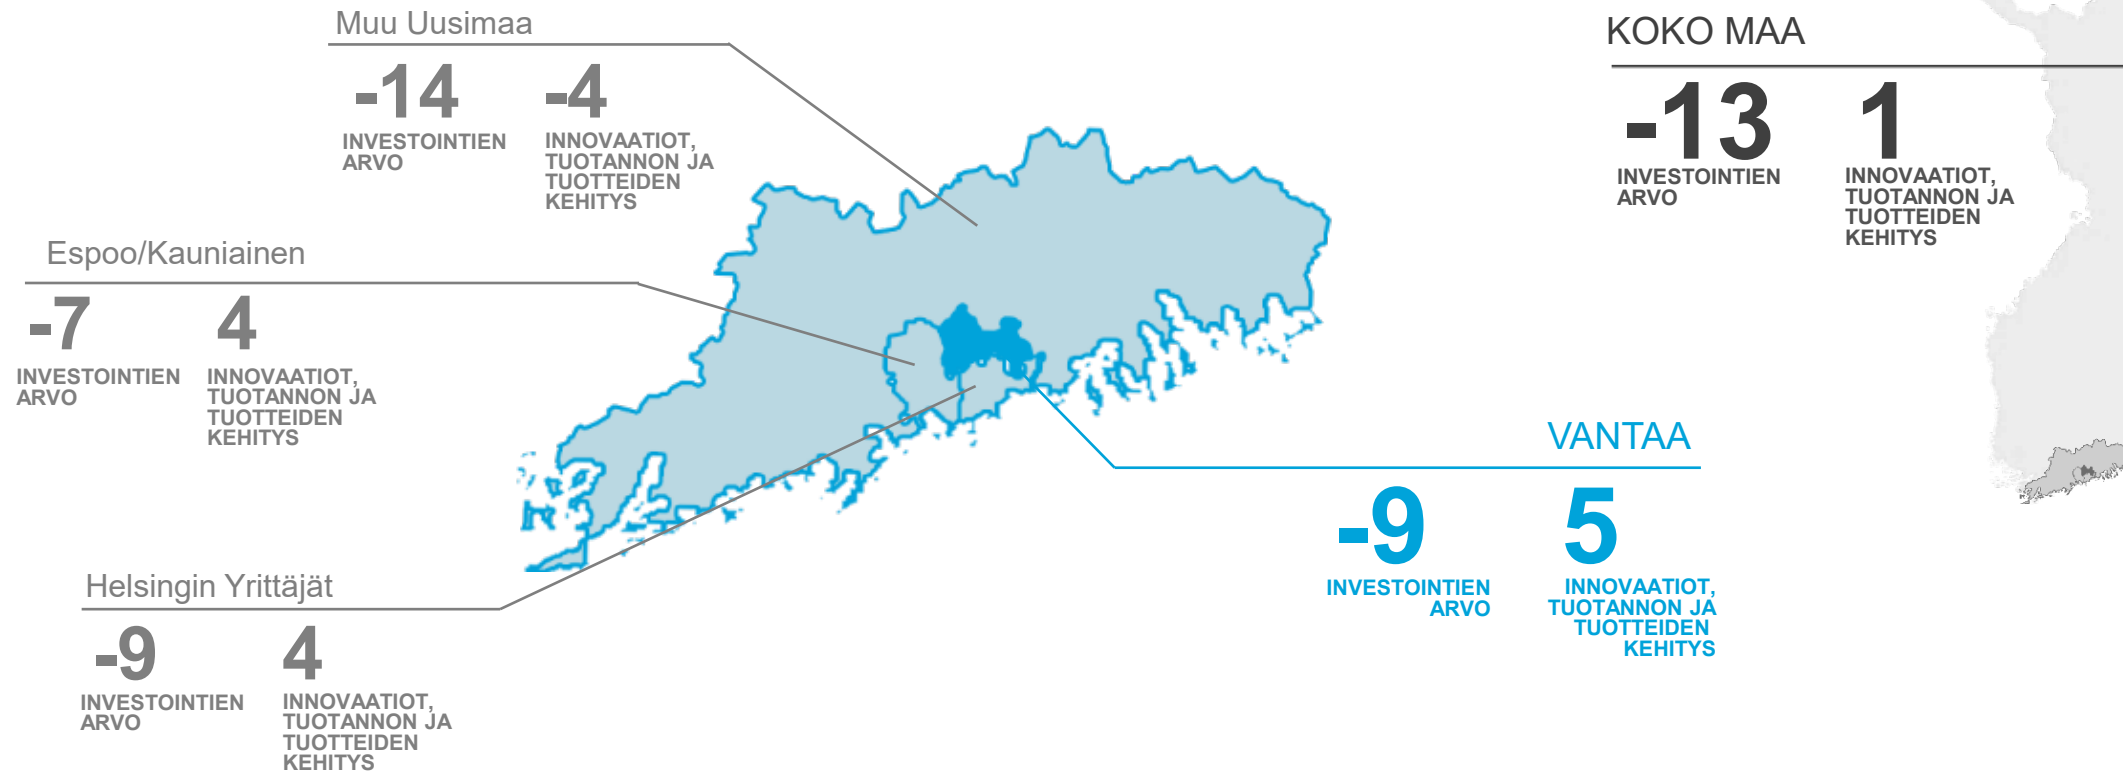 Muu Uusimaa
-14
INVESTOINTIEN
ARVO
-4
INNOVAATIOT,
TUOTANNON JA
TUOTTEIDEN
KEHITYS
KOKO MAA
-13
INVESTOINTIEN
ARVO
1
INNOVAATIOT,
TUOTANNON JA
TUOTTEIDEN
KEHITYS
Espoo/Kauniainen
-7
INVESTOINTIEN
ARVO
4
INNOVAATIOT,
TUOTANNON JA
TUOTTEIDEN
KEHITYS
VANTAA
-9
INVESTOINTIEN
ARVO
5
INNOVAATIOT,
TUOTANNON JA
TUOTTEIDEN
KEHITYS
Helsingin Yrittäjät
-9
INVESTOINTIEN
ARVO
4
INNOVAATIOT,
TUOTANNON JA
TUOTTEIDEN
KEHITYS